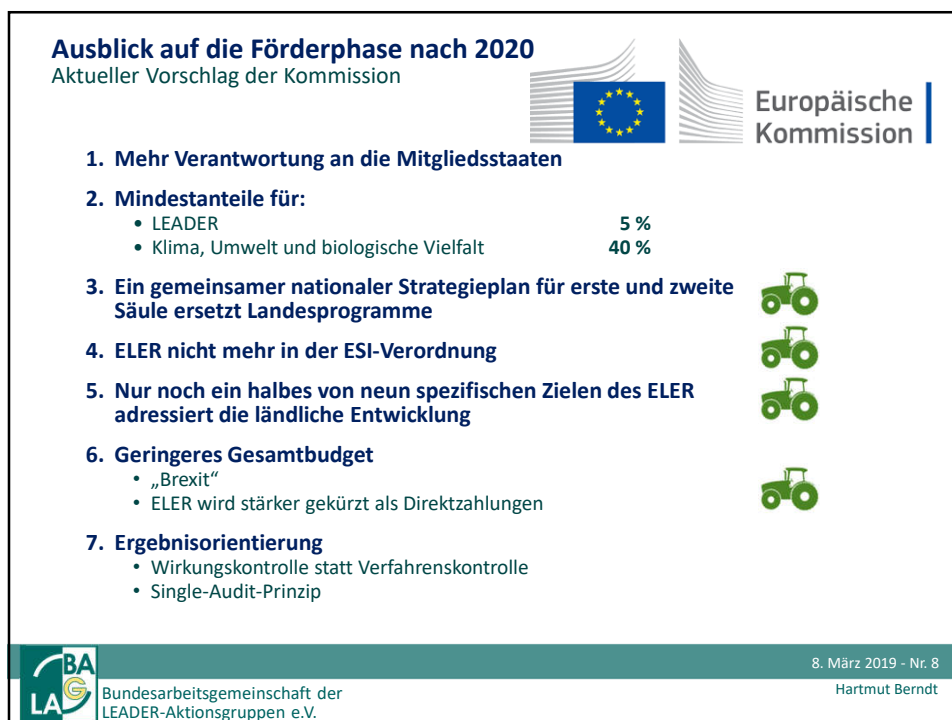 Ausblick auf die Förderphase nach 2020
Aktueller Vorschlag der Kommission
Europäische
Kommission
1. Mehr Verantwortung an die Mitgliedsstaaten
2. Mindestanteile für:
• LEADER 5 %
• Klima, Umwelt und biologische Vielfalt 40 %
3. Ein gemeinsamer nationaler Strategieplan für erste und zweite
Säule ersetzt Landesprogramme
4. ELER nicht mehr in der ESI-Verordnung
5. Nur noch ein halbes von neun spezifischen Zielen des ELER
adressiert die ländliche Entwicklung
6. Geringeres Gesamtbudget
• „Brexit“
• ELER wird stärker gekürzt als Direktzahlungen
7. Ergebnisorientierung
• Wirkungskontrolle statt Verfahrenskontrolle
• Single-Audit-Prinzip
BAG
LAG
Bundesarbeitsgemeinschaft der
LEADER-Aktionsgruppen e.V.
8. März 2019 - Nr. 8
Hartmut Berndt